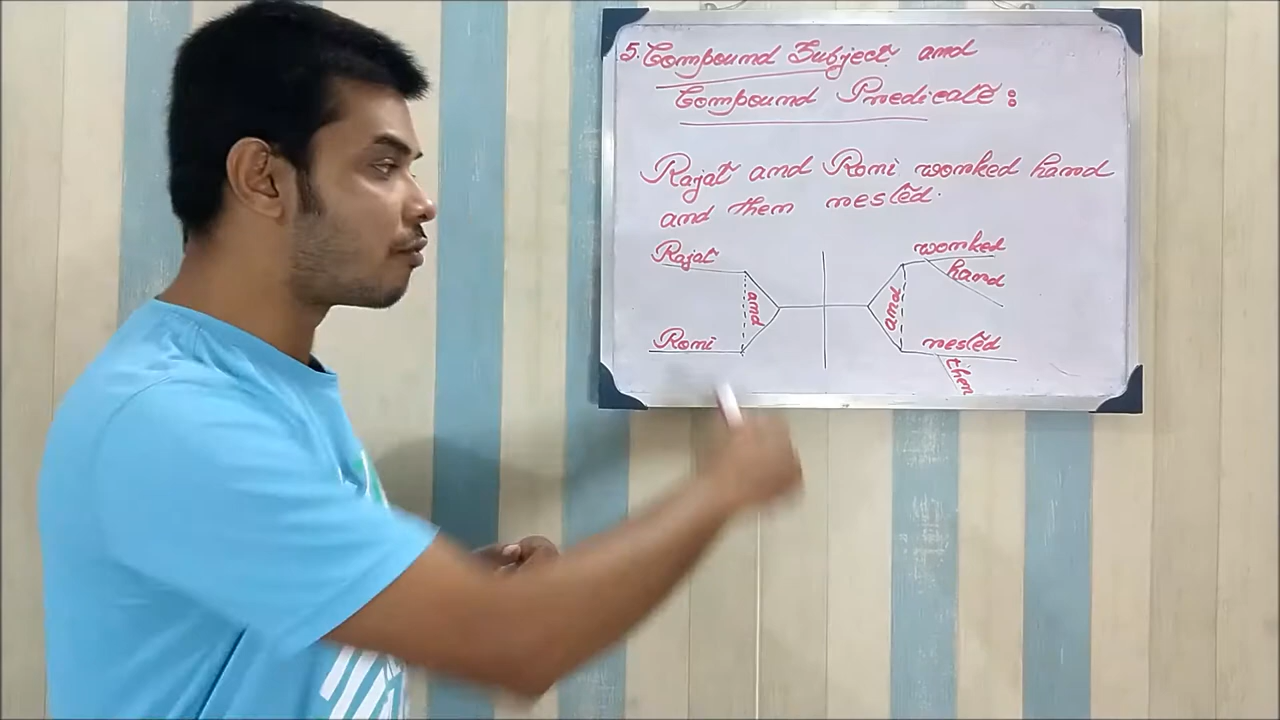 5. Compound Subject and
Compound Predicate :
Rajat and Romi worked hard
and then rested.
Rajat
and
Romi
worked
hard
and
rested
then